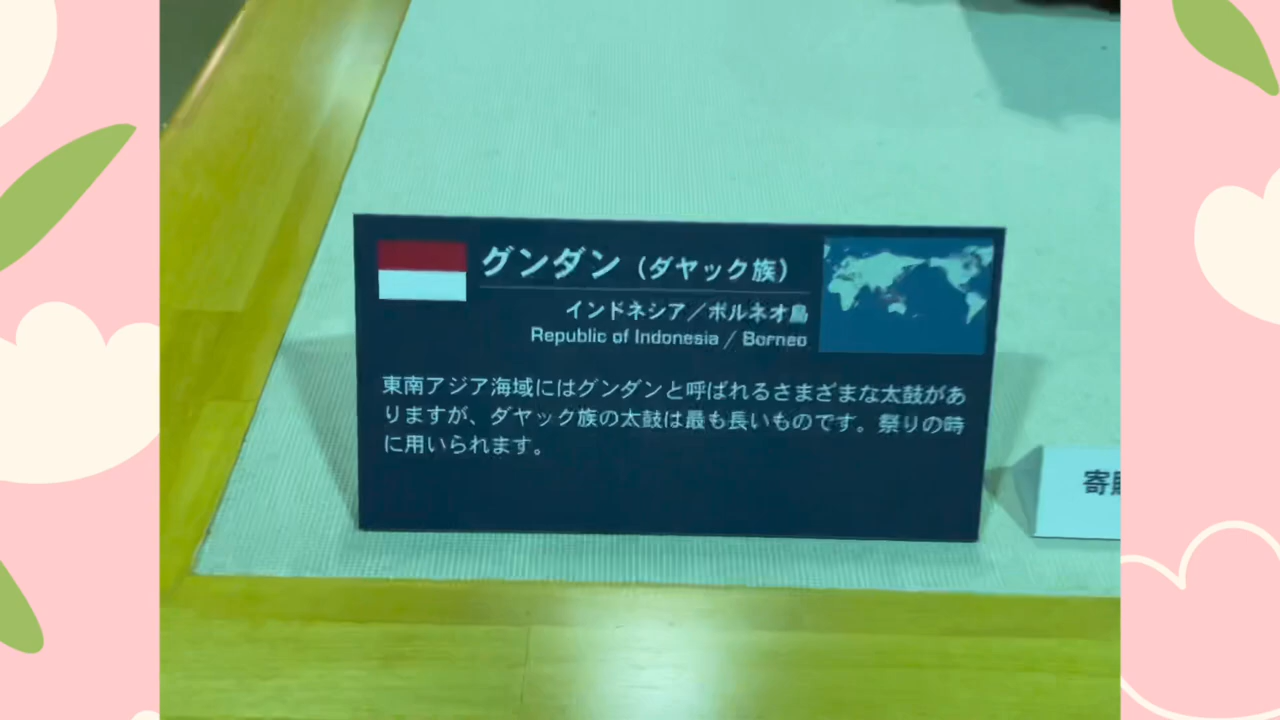 グンダン（ダヤック族）
インドネシア／ボルネオ島
Republic of Indonesia / Borneo
東南アジア海域にはグンダンと呼ばれるさまざまな太鼓があ
りますが、ダヤック族の太鼓は最も長いものです。祭りの時
に用いられます。
寄